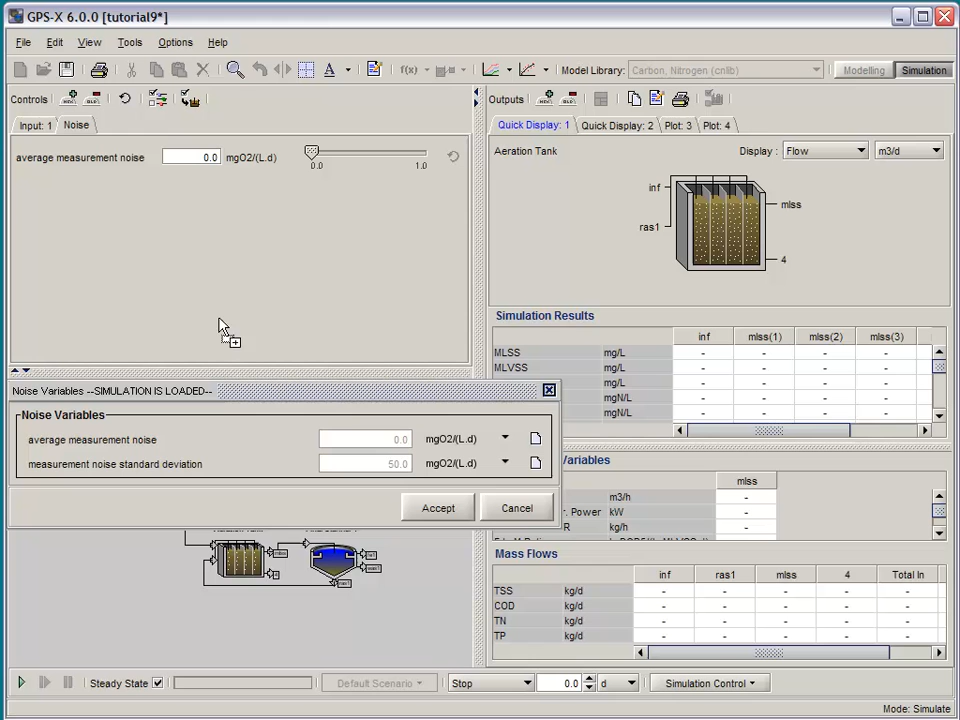 GPS-X 6.0.0 [tutorial9*]
File Edit View Tools Options Help
A f(x) Model Library: Carbon, Nitrogen (cnlib) Modelling Simulation
Controls Outputs
Input: 1 Noise Quick Display: 1 Quick Display: 2 Plot: 3 Plot: 4
average measurement noise 0.0 mgO2/(L.d) 0.0 1.0
Aeration Tank Display : Flow m3/d
inf
mlss
ras1
4
Simulation Results
inf mlss(1) mlss(2) mlss(3)
MLSS mg/L - - - -
MLVSS mg/L - - - -
mg/L - - - -
mgN/L - - - -
mgN/L - - - -
Noise Variables --SIMULATION IS LOADED--
Noise Variables
average measurement noise 0.0 mgO2/(L.d)
measurement noise standard deviation 50.0 mgO2/(L.d)
Accept Cancel
Variables
mlss
m3/h -
. Power kW -
R kg/h -
Mass Flows
inf ras1 mlss 4 Total In
TSS kg/d - - - - -
COD kg/d - - - - -
TN kg/d - - - - -
TP kg/d - - - - -
Steady State Default Scenario Stop 0.0 d Simulation Control
Mode: Simulate